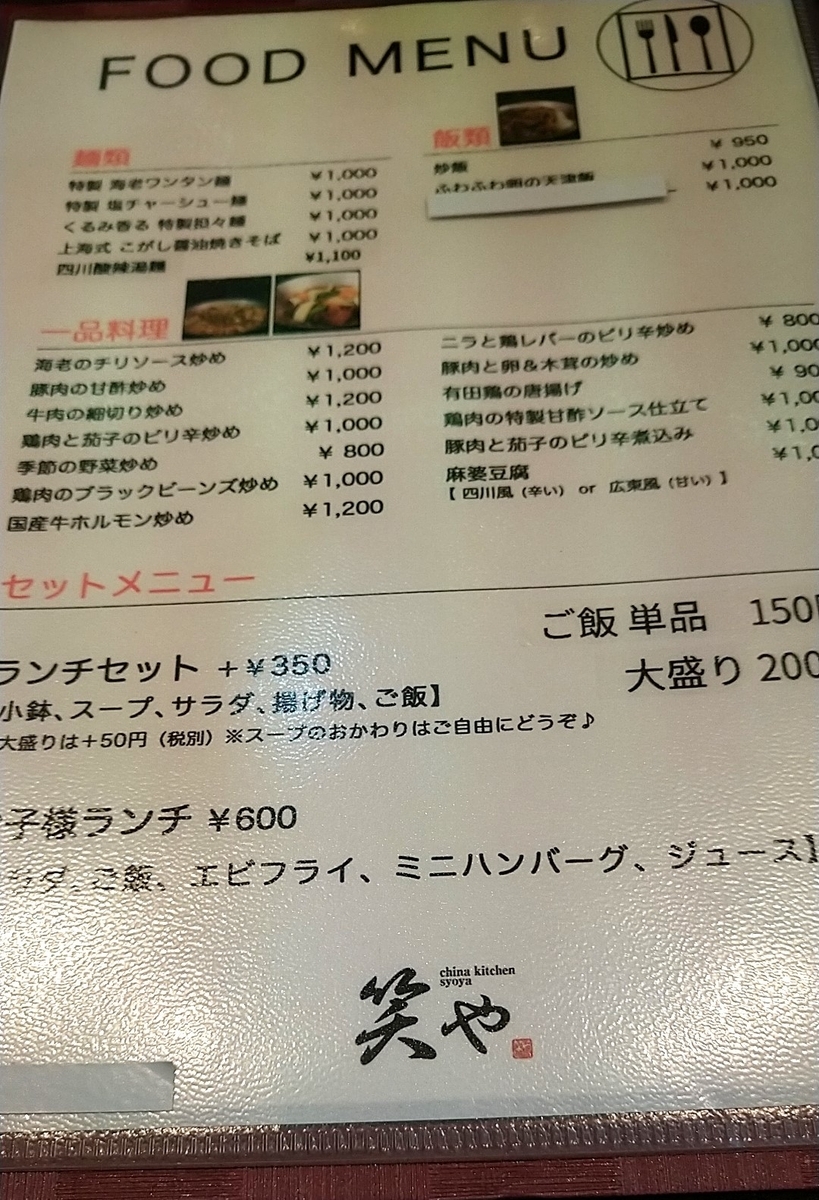 FOOD MENU
麺類
特製 海老ワンタン麺 ¥1,000
特製 塩チャーシュー麺 ¥1,000
くるみ香る 特製担々麺 ¥1,000
上海式 こがし醤油焼きそば ¥1,000
四川酸辣湯麺 ¥1,100
飯類
炒飯 ¥ 950
ふわふわ卵の天津飯 ¥1,000
¥1,000
一品料理
海老のチリソース炒め ¥1,200
豚肉の甘酢炒め ¥1,000
牛肉の細切り炒め ¥1,200
鶏肉と茄子のピリ辛炒め ¥1,000
季節の野菜炒め ¥ 800
鶏肉のブラックビーンズ炒め ¥1,000
国産牛ホルモン炒め ¥1,200
ニラと鶏レバーのピリ辛炒め ¥ 800
豚肉と卵&木茸の炒め ¥1,000
有田鶏の唐揚げ ¥ 90
鶏肉の特製甘酢ソース仕立て ¥1,00
豚肉と茄子のピリ辛煮込み ¥1,0
麻婆豆腐 ¥1,
【 四川風（辛い） or 広東風（甘い）】
セットメニュー
ご飯 単品 150
大盛り 200
ランチセット +¥350
小鉢、スープ、サラダ、揚げ物、ご飯】
大盛りは+50円（税別）※スープのおかわりはご自由にどうぞ♪
子様ランチ ¥600
ラダ、ご飯、エビフライ、ミニハンバーグ、ジュース】
笑や
china kitchen
syoya